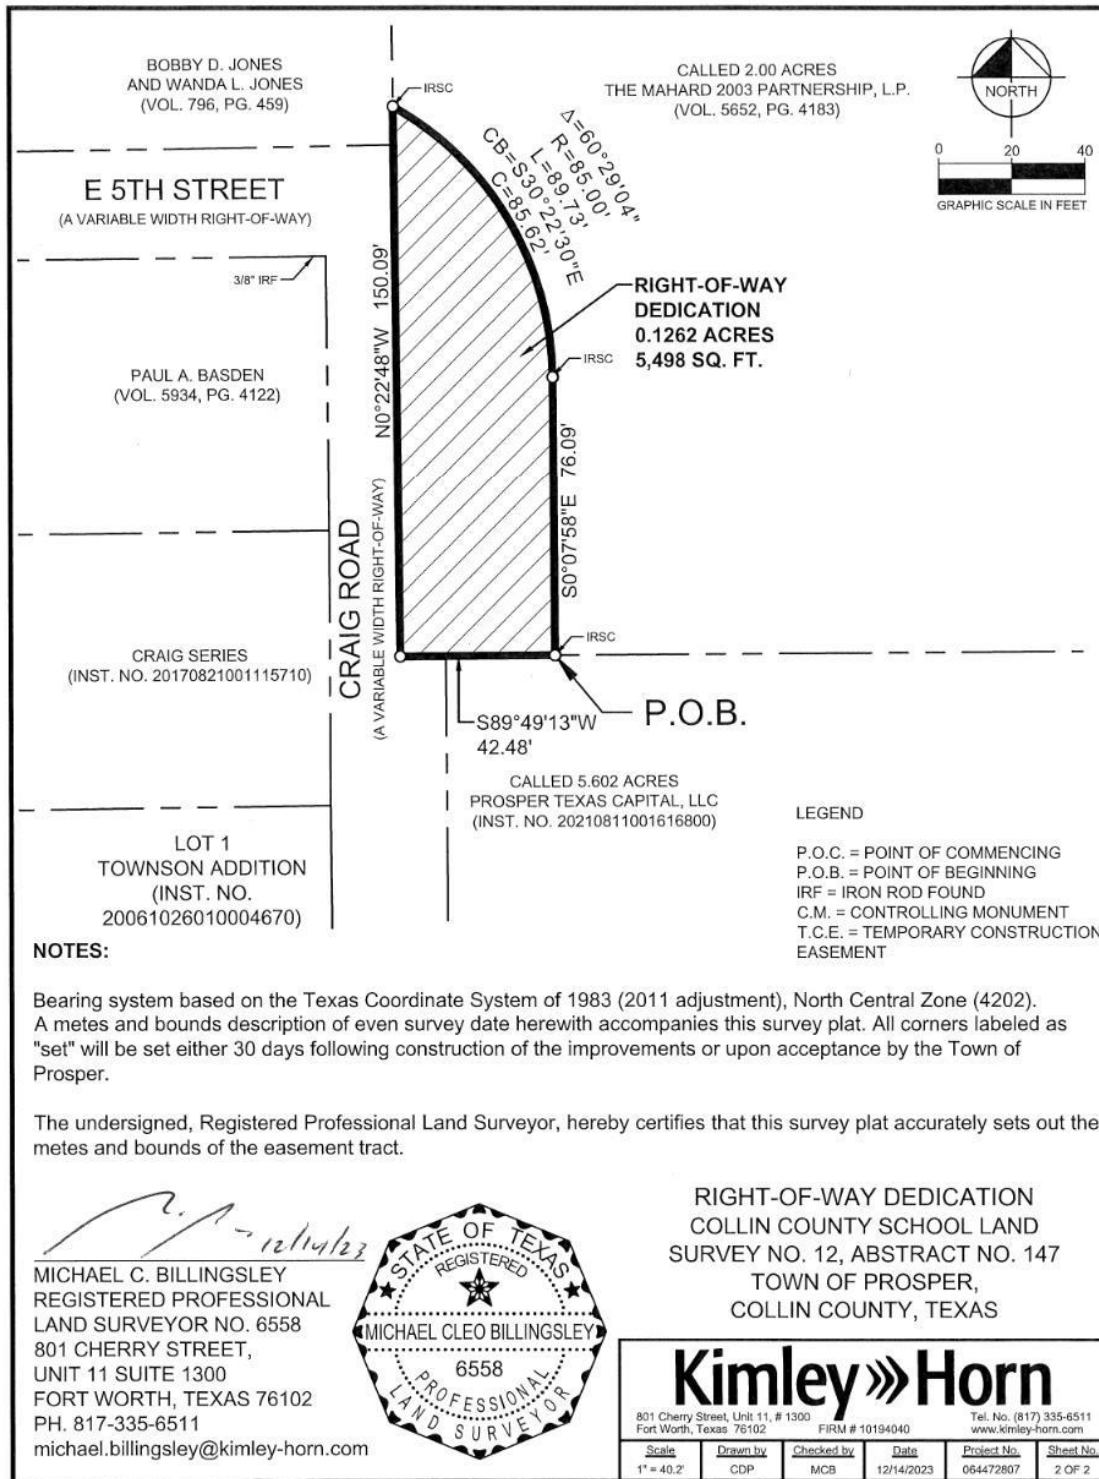 BOBBY D. JONES
AND WANDA L. JONES
(VOL. 796, PG. 459)
IRSC
CALLED 2.00 ACRES
THE MAHARD 2003 PARTNERSHIP, L.P.
(VOL. 5652, PG. 4183)
NORTH
0 20 40
GRAPHIC SCALE IN FEET
E 5TH STREET
(A VARIABLE WIDTH RIGHT-OF-WAY)
Δ=60°29'04"
R=85.00'
L=89.73'
CB=S30°22'30"E
C=85.62'
3/8" IRF
N0°22'48"W 150.09'
RIGHT-OF-WAY
DEDICATION
0.1262 ACRES
5,498 SQ. FT.
IRSC
PAUL A. BASDEN
(VOL. 5934, PG. 4122)
S0°07'58"E 76.09'
CRAIG ROAD
(A VARIABLE WIDTH RIGHT-OF-WAY)
IRSC
CRAIG SERIES
(INST. NO. 20170821001115710)
P.O.B.
S89°49'13"W
42.48'
CALLED 5.602 ACRES
PROSPER TEXAS CAPITAL, LLC
(INST. NO. 20210811001616800)
LOT 1
TOWNSON ADDITION
(INST. NO.
20061026010004670)
LEGEND
P.O.C. = POINT OF COMMENCING
P.O.B. = POINT OF BEGINNING
IRF = IRON ROD FOUND
C.M. = CONTROLLING MONUMENT
T.C.E. = TEMPORARY CONSTRUCTION
EASEMENT
NOTES:
Bearing system based on the Texas Coordinate System of 1983 (2011 adjustment), North Central Zone (4202).
A metes and bounds description of even survey date herewith accompanies this survey plat. All corners labeled as
"set" will be set either 30 days following construction of the improvements or upon acceptance by the Town of
Prosper.
The undersigned, Registered Professional Land Surveyor, hereby certifies that this survey plat accurately sets out the
metes and bounds of the easement tract.
12/14/23
MICHAEL C. BILLINGSLEY
REGISTERED PROFESSIONAL
LAND SURVEYOR NO. 6558
801 CHERRY STREET,
UNIT 11 SUITE 1300
FORT WORTH, TEXAS 76102
PH. 817-335-6511
michael.billingsley@kimley-horn.com
STATE OF TEXAS
REGISTERED
MICHAEL CLEO BILLINGSLEY
6558
PROFESSIONAL
LAND SURVEYOR
RIGHT-OF-WAY DEDICATION
COLLIN COUNTY SCHOOL LAND
SURVEY NO. 12, ABSTRACT NO. 147
TOWN OF PROSPER,
COLLIN COUNTY, TEXAS
Kimley»Horn
801 Cherry Street, Unit 11, # 1300
Fort Worth, Texas 76102
FIRM # 10194040
Tel. No. (817) 335-6511
www.kimley-horn.com
Scale Drawn by Checked by Date Project No. Sheet No.
1" = 40.2' CDP MCB 12/14/2023 064472807 2 OF 2